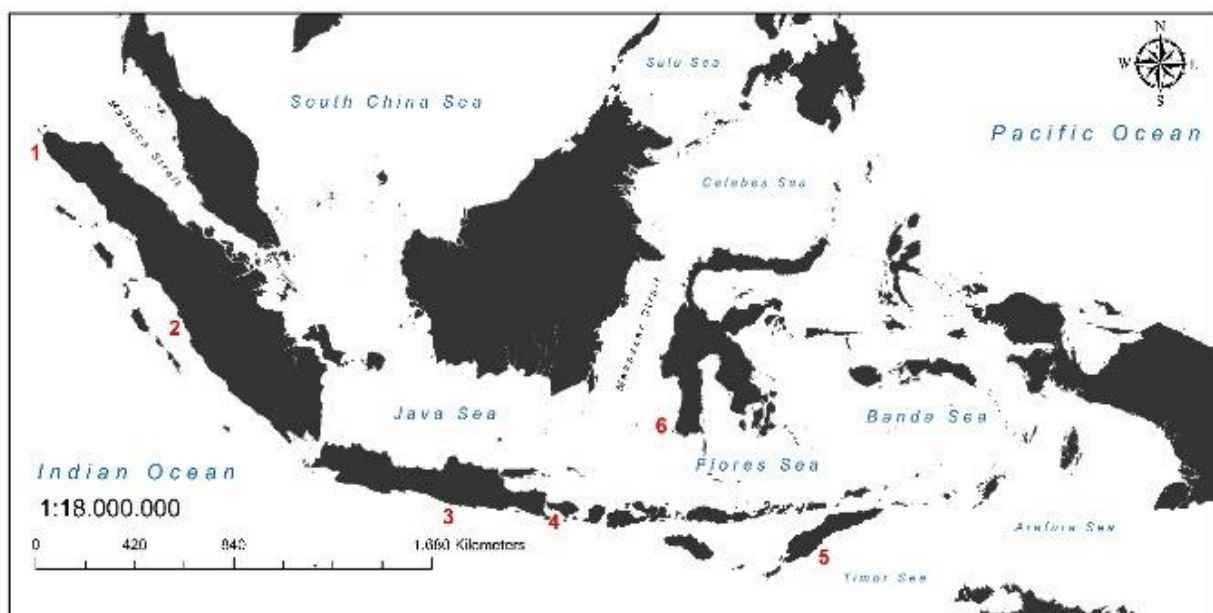 N
W E
S
Sulu Sea
South China Sea
Malacca Strait
Pacific Ocean
1
Celebes Sea
2
Makassar Strait
Java Sea
Banda Sea
6
Indian Ocean
Flores Sea
1:18.000.000
3
4
Arafura Sea
0 420 840 1.680 Kilometers
5
Timor Sea